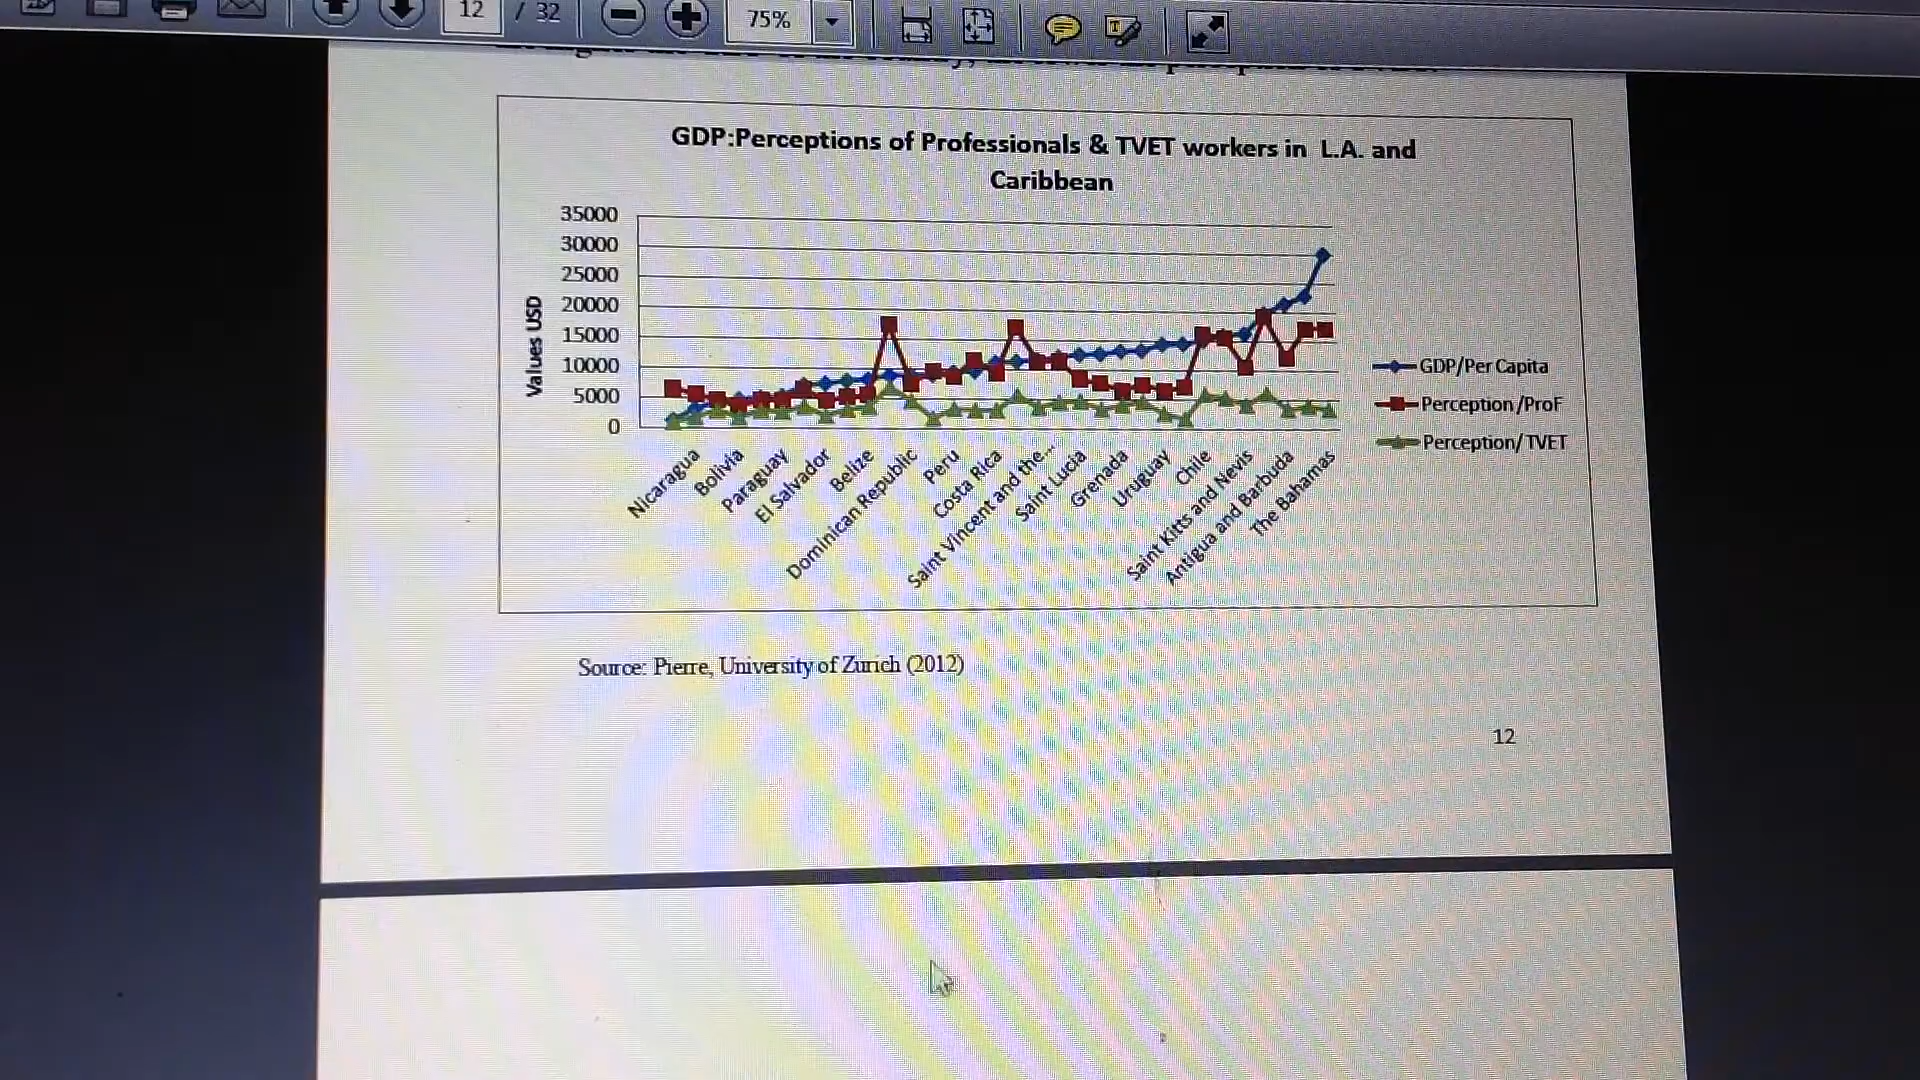 12 / 32
75%
GDP:Perceptions of Professionals & TVET workers in L.A. and
Caribbean
35000
30000
25000
20000
15000
10000
5000
0
Values USD
GDP/Per Capita
Perception/ProF
Perception/TVET
Nicaragua
Bolivia
Paraguay
El Salvador
Belize
Dominican Republic
Peru
Costa Rica
Saint Vincent and the...
Saint Lucia
Grenada
Uruguay
Chile
Saint Kitts and Nevis
Antigua and Barbuda
The Bahamas
Source: Pierre, University of Zurich (2012)
12